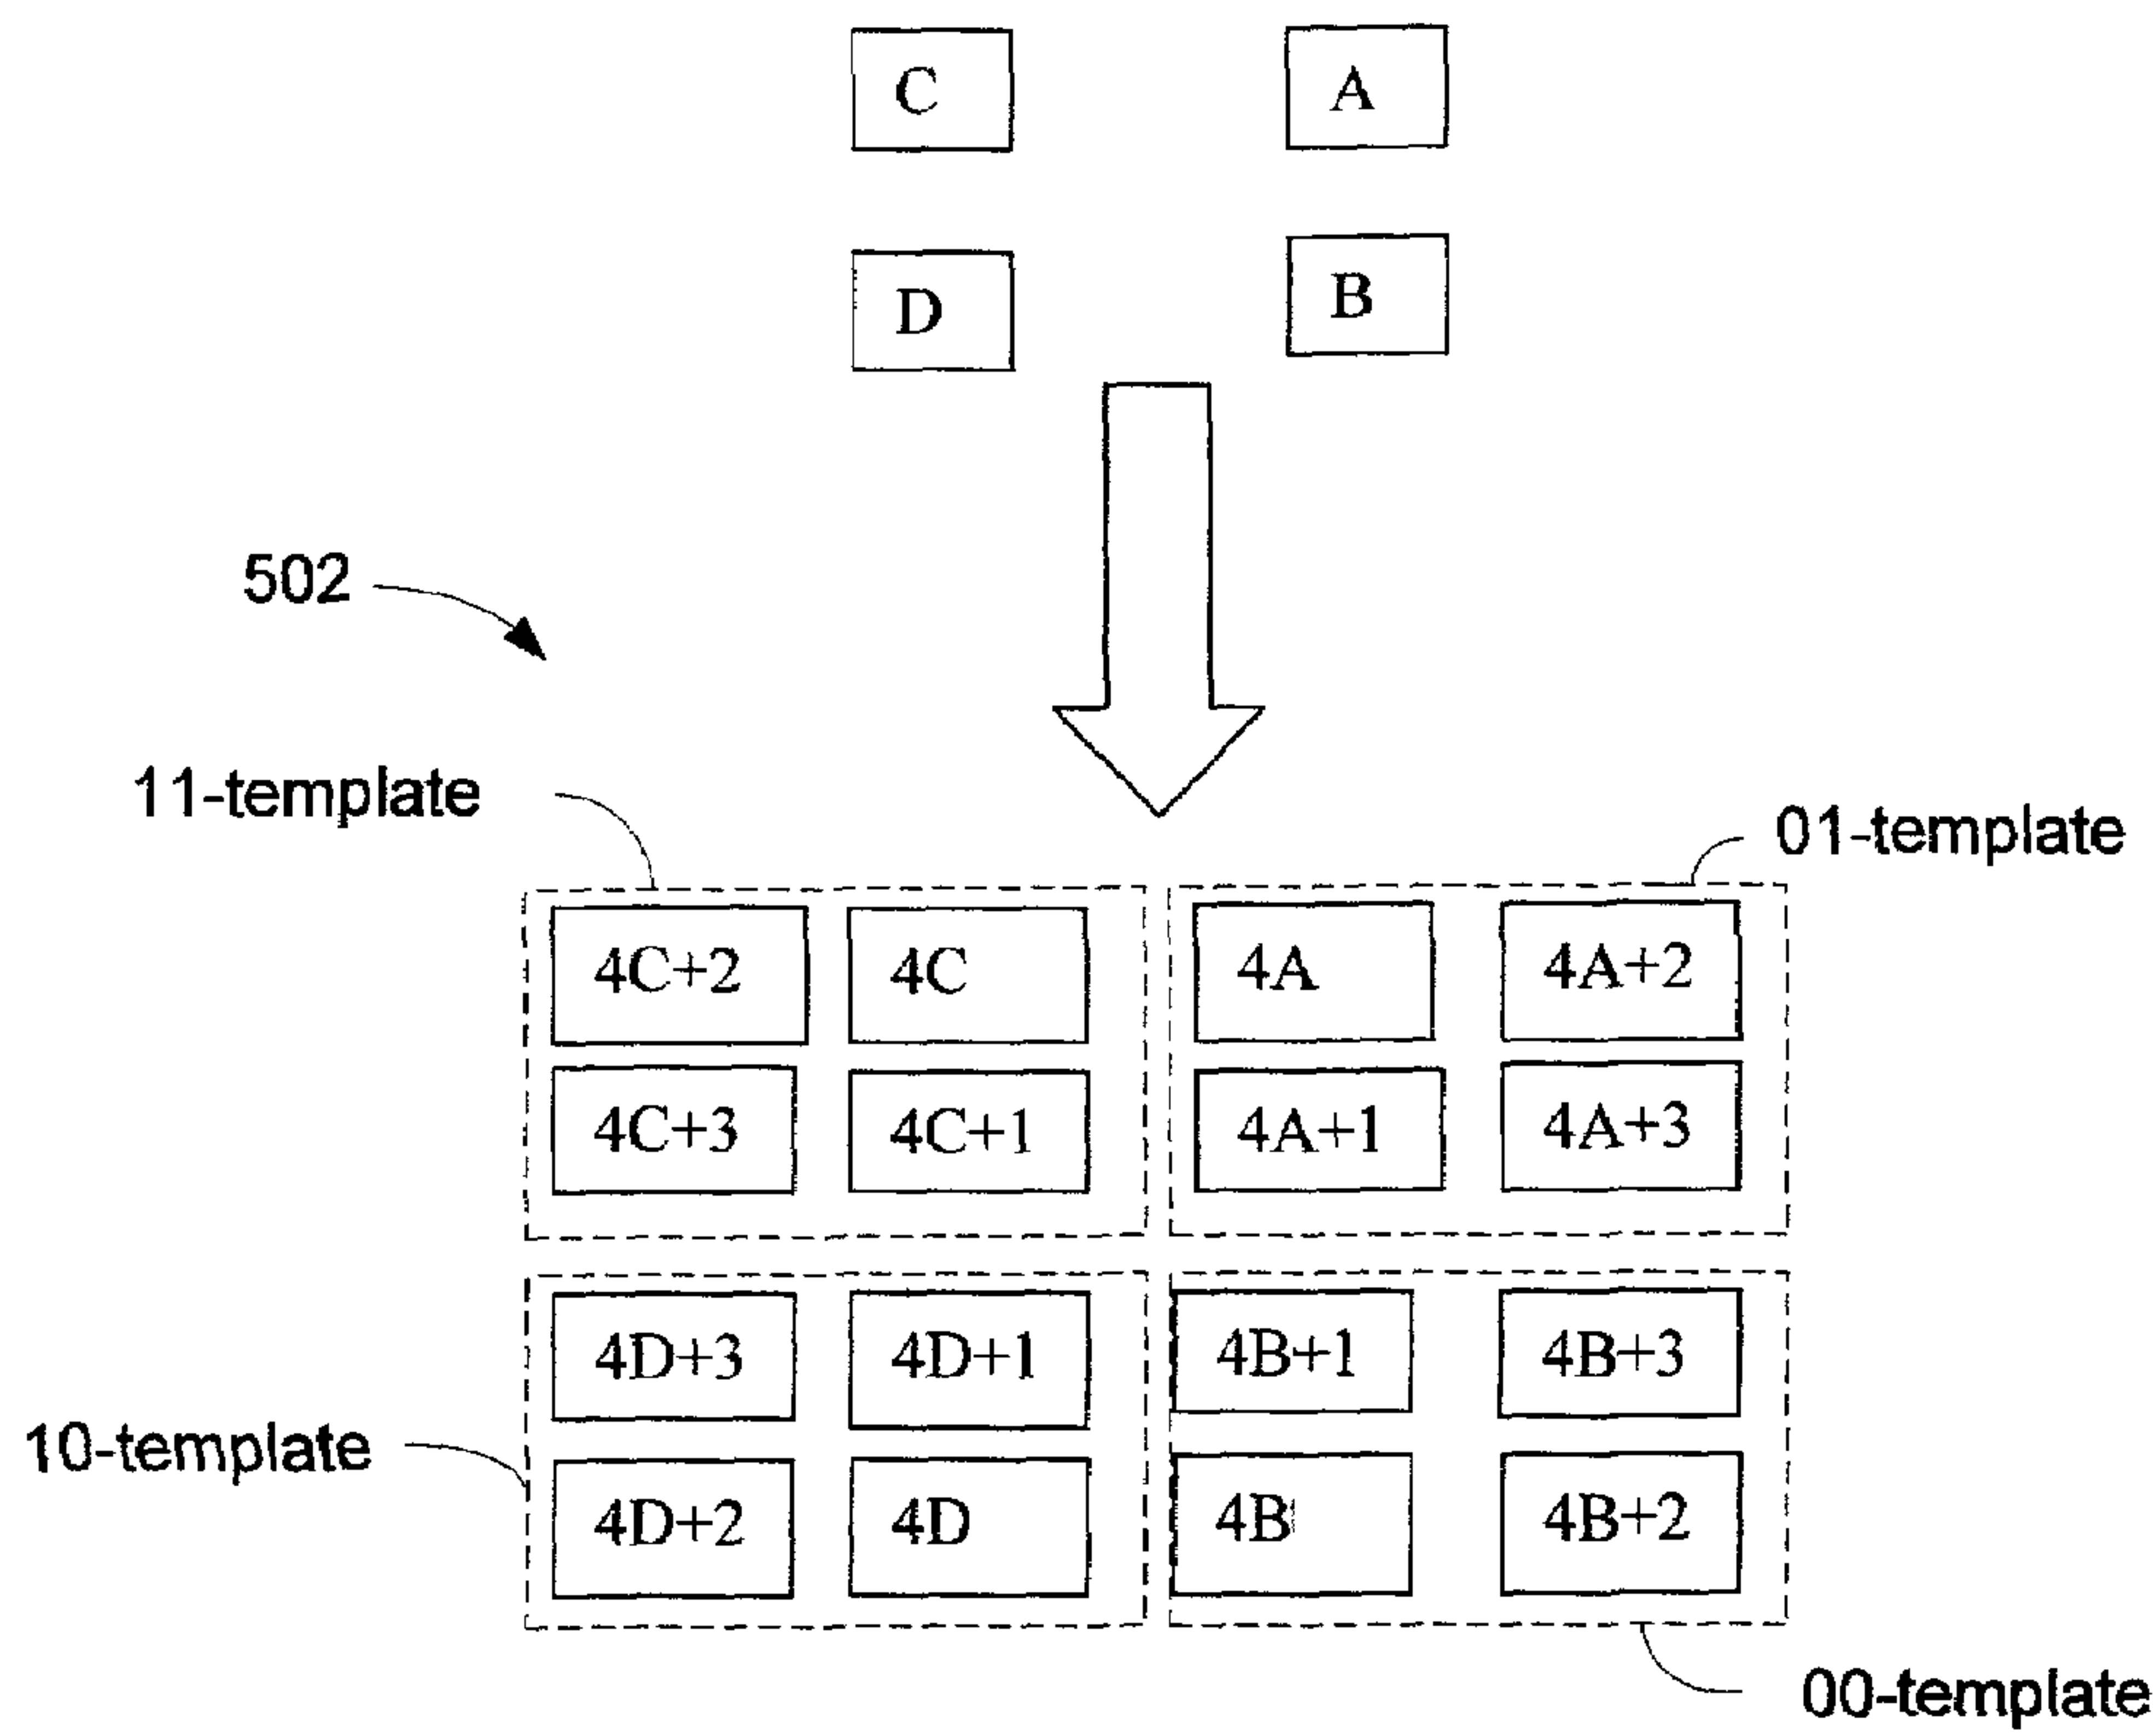 C A
D B
502
11-template
01-template
4C+2 4C 4A 4A+2
4C+3 4C+1 4A+1 4A+3
4D+3 4D+1 4B+1 4B+3
10-template
4D+2 4D 4B 4B+2
00-template